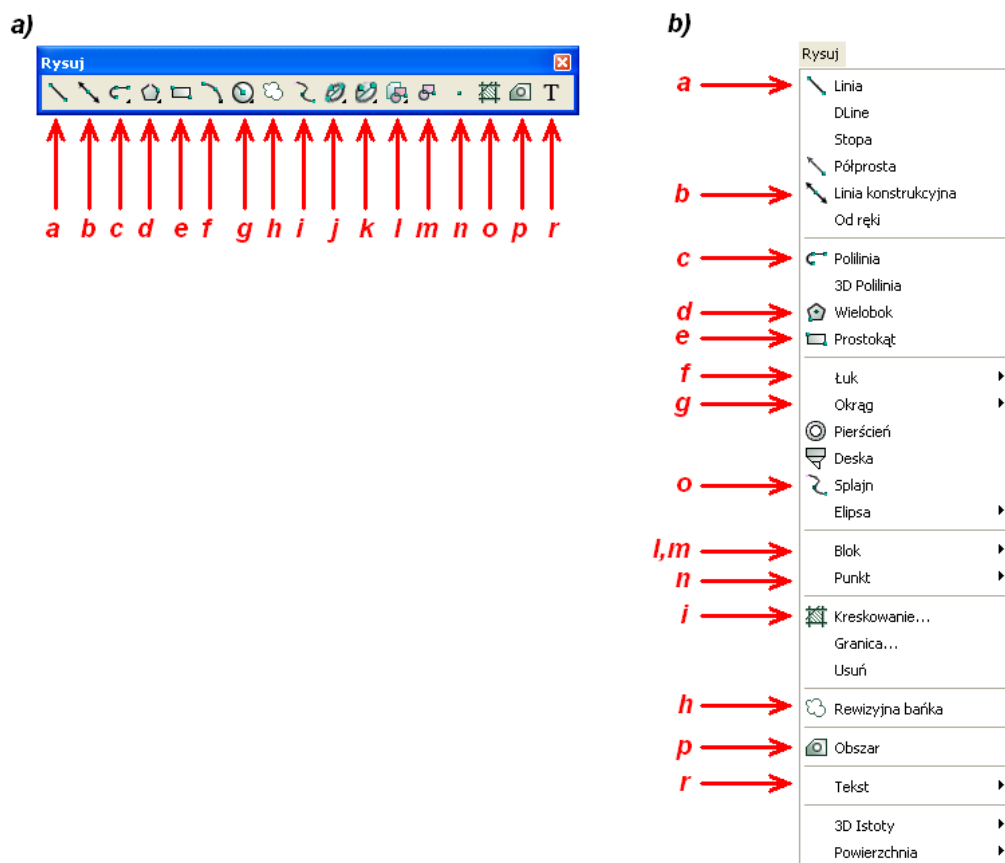 a)
Rysuj
T
a b c d e f g h i j k l m n o p r
b)
Rysuj
a Linia
DLine
Stopa
Półprosta
b Linia konstrukcyjna
Od ręki
c Polilinia
3D Polilinia
d Wielobok
e Prostokąt
f Łuk
g Okrąg
Pierścień
Deska
o Splajn
Elipsa
l,m Blok
n Punkt
i Kreskowanie...
Granica...
Usuń
h Rewizyjna bańka
p Obszar
r Tekst
3D Istoty
Powierzchnia